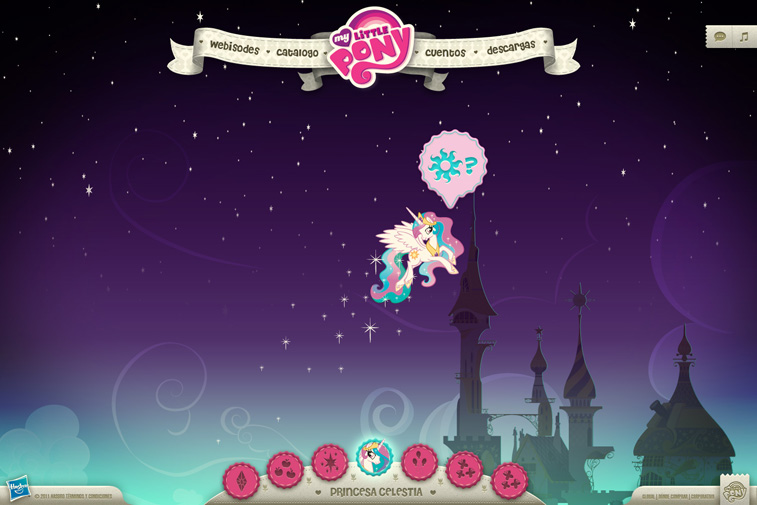 webisodes ♥ catalogo
my LITTLE PONY
cuentos ♥ descargas
?
PRINCESA CELESTIA
Hasbro